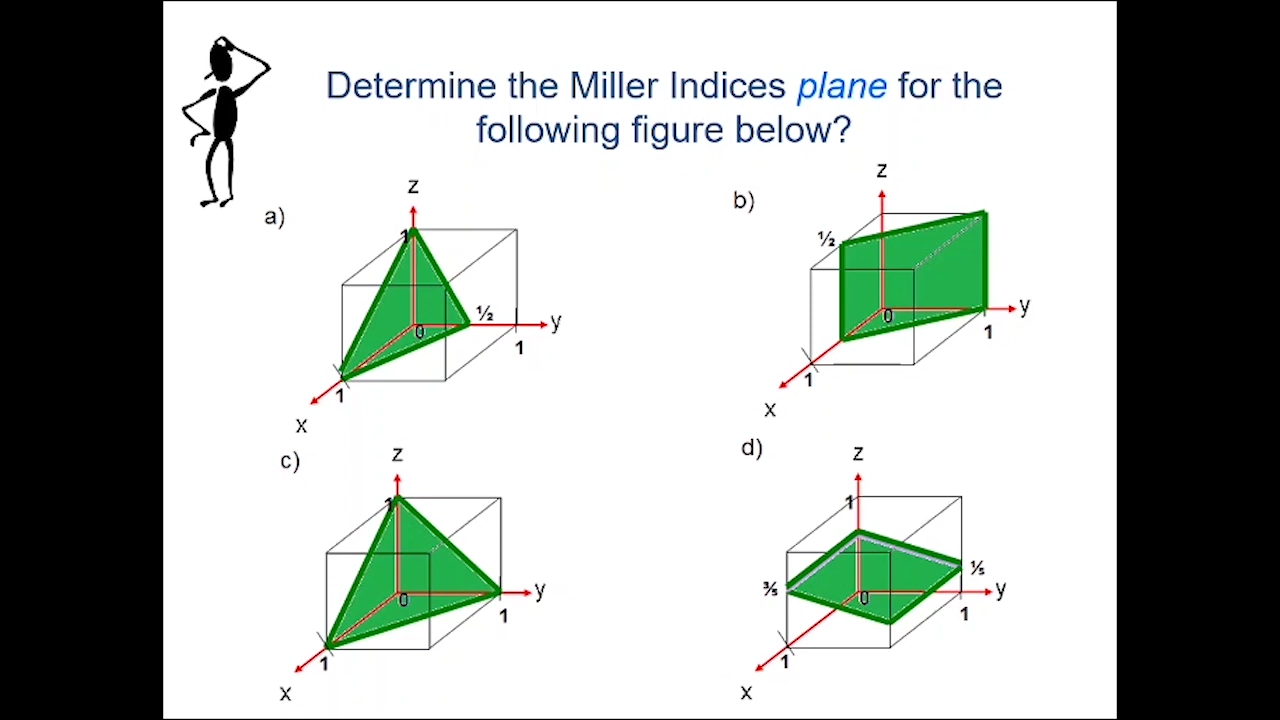 Determine the Miller Indices plane for the
following figure below?
a)
z
1
½
0
y
1
1
x
b)
z
½
0
y
1
1
x
c)
z
1
0
y
1
1
x
d)
z
1
⅗
⅕
0
y
1
1
x